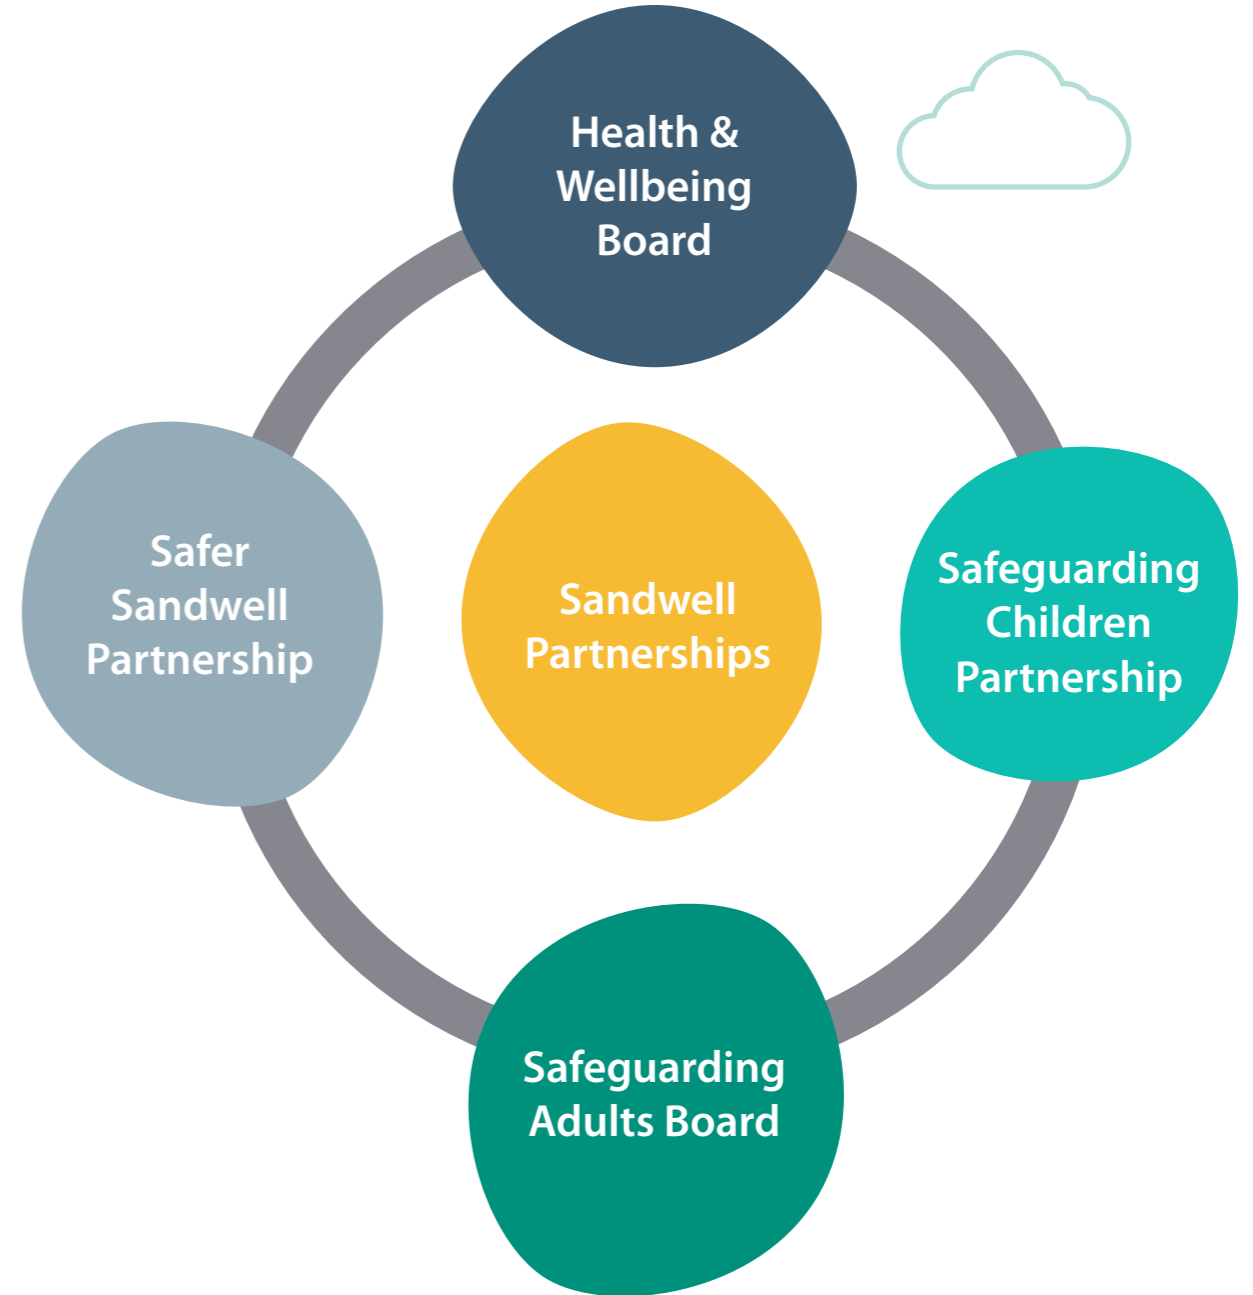 Health &
Wellbeing
Board
Safer
Sandwell
Partnership
Sandwell
Partnerships
Safeguarding
Children
Partnership
Safeguarding
Adults Board